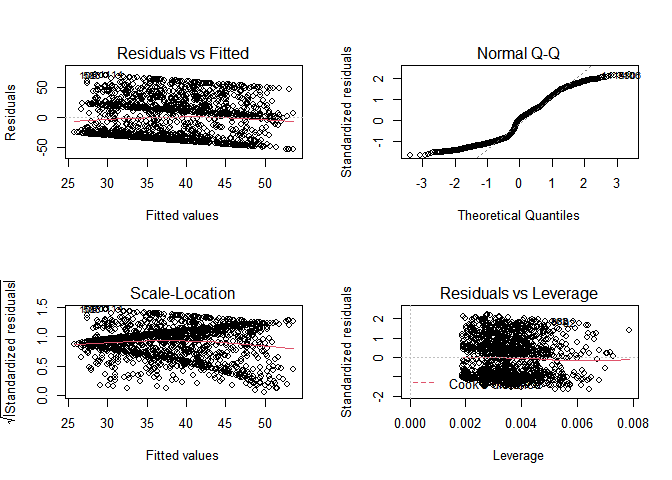 Residuals vs Fitted
Residuals
50
0
-50
25 30 35 40 45 50
Fitted values
Normal Q-Q
Standardized residuals
2
1
0
-1
-3 -2 -1 0 1 2 3
Theoretical Quantiles
Scale-Location
√|Standardized residuals|
1.5
1.0
0.5
0.0
25 30 35 40 45 50
Fitted values
Residuals vs Leverage
Standardized residuals
2
0
-2
Cook's distance
0.000 0.002 0.004 0.006 0.008
Leverage